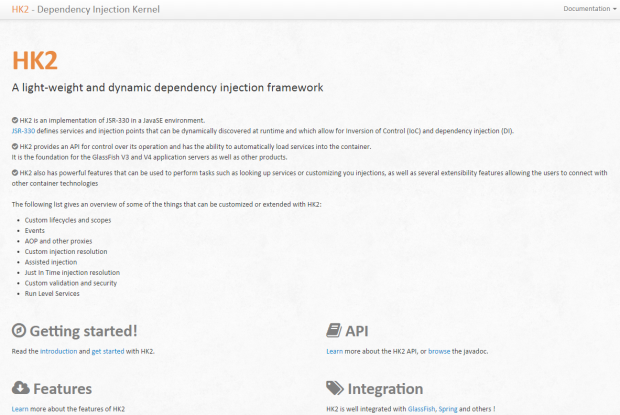 HK2 - Dependency Injection Kernel
Documentation
HK2
A light-weight and dynamic dependency injection framework
HK2 is an implementation of JSR-330 in a JavaSE environment.
JSR-330 defines services and injection points that can be dynamically discovered at runtime and which allow for Inversion of Control (IoC) and dependency injection (DI).
HK2 provides an API for control over its operation and has the ability to automatically load services into the container.
It is the foundation for the GlassFish V3 and V4 application servers as well as other products.
HK2 also has powerful features that can be used to perform tasks such as looking up services or customizing you injections, as well as several extensibility features allowing the users to connect with
other container technologies
The following list gives an overview of some of the things that can be customized or extended with HK2:
Custom lifecycles and scopes
Events
AOP and other proxies
Custom injection resolution
Assisted injection
Just In Time injection resolution
Custom validation and security
Run Level Services
Getting started!
Read the introduction and get started with HK2.
API
Learn more about the HK2 API, or browse the javadoc.
Features
Learn more about the features of HK2
Integration
HK2 is well integrated with GlassFish, Spring and others !